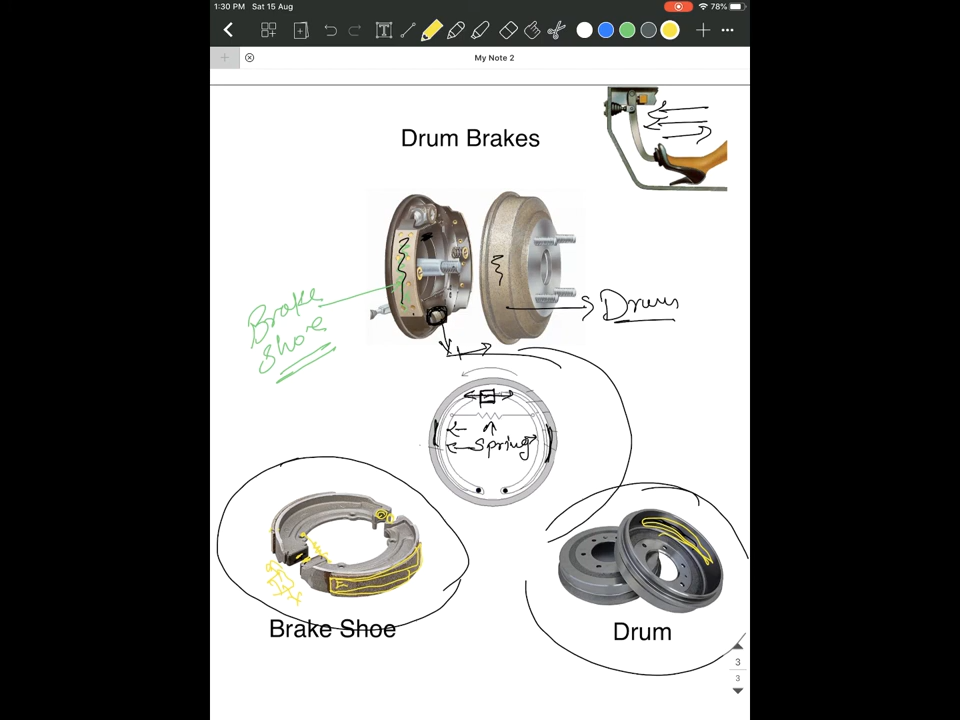 1:30 PM Sat 15 Aug
78%
T
My Note 2
Drum Brakes
Brake
Shoe
Drum
Spring
Brake Shoe
Drum
3
3